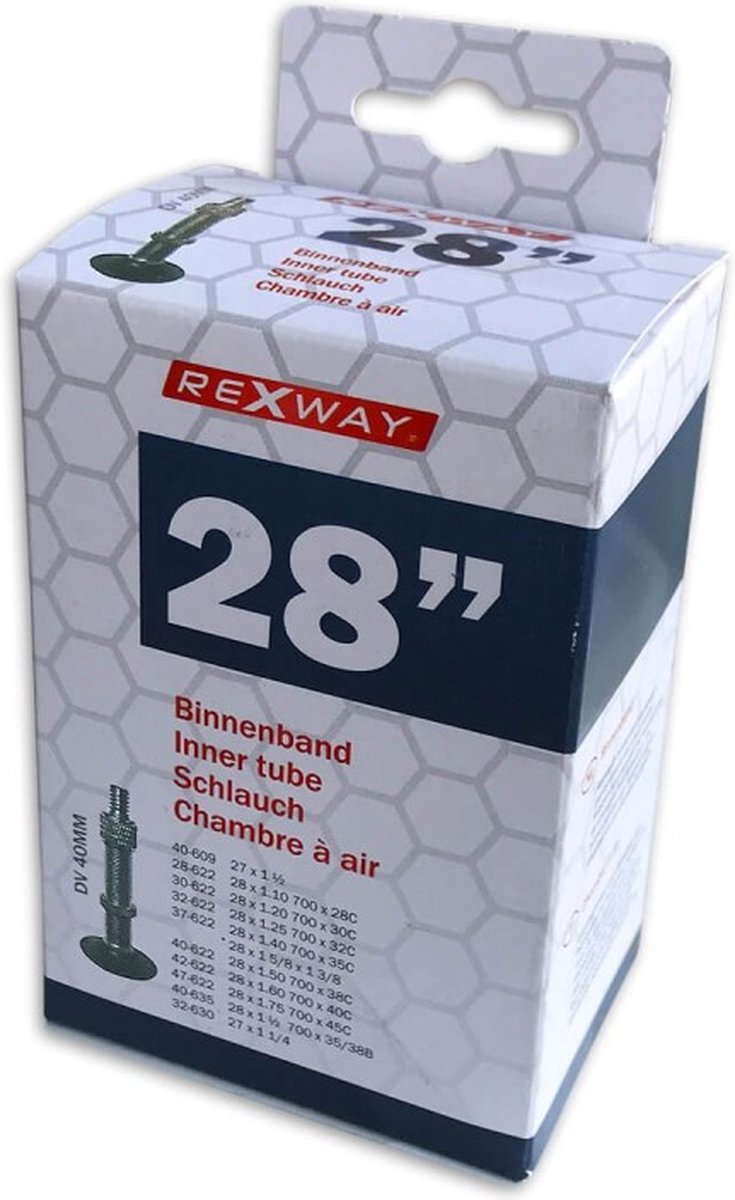 DV 40MM
28”
Binnenband
Inner tube
Schlauch
Chambre à air
REXWAY
28”
Binnenband
Inner tube
Schlauch
Chambre à air
DV 40MM
40-609 27 x 1 ½
28-622 28 x 1.10 700 x 28C
30-622 28 x 1.20 700 x 30C
32-622 28 x 1.25 700 x 32C
37-622 28 x 1.40 700 x 35C
28 x 1 5/8 x 1 3/8
40-622 28 x 1.50 700 x 38C
42-622 28 x 1.60 700 x 40C
47-622 28 x 1.75 700 x 45C
40-635 28 x 1 ½ 700 x 35/38B
32-630 27 x 1 1/4